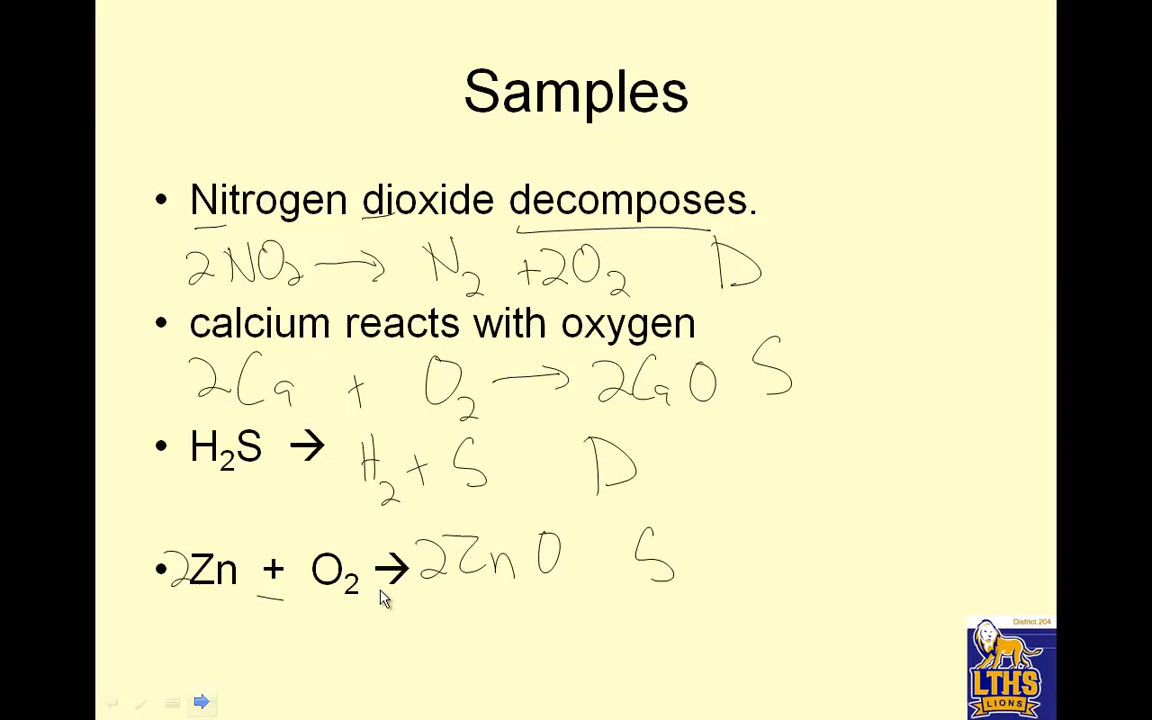 Samples
• Nitrogen dioxide decomposes.
2NO₂ → N₂ + 2O₂ D
• calcium reacts with oxygen
2Ca + O₂ → 2CaO S
• H₂S → H₂ + S D
• 2Zn + O₂ → 2ZnO S
District 204
LTHS
LIONS